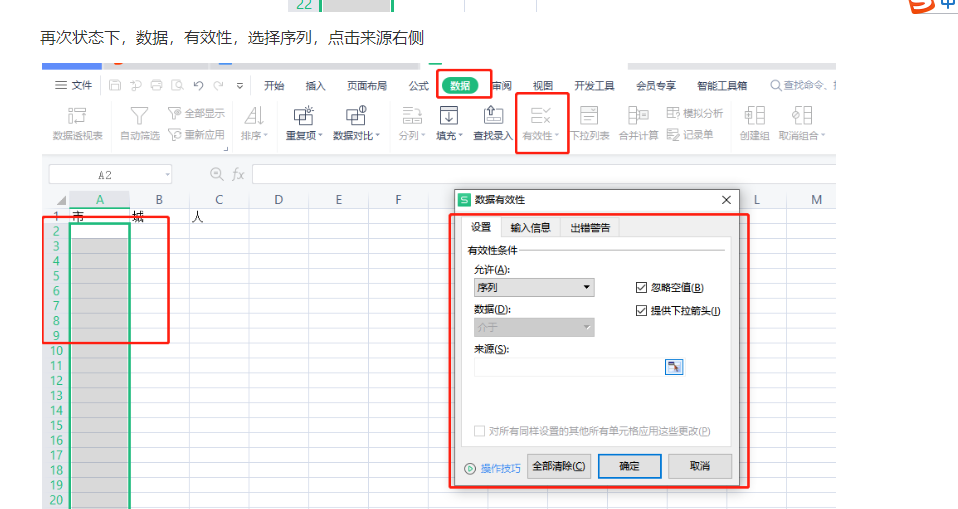 22
中
再次状态下，数据，有效性，选择序列，点击来源右侧
文件 开始 插入 页面布局 公式 数据 审阅 视图 开发工具 会员专享 智能工具箱 查找命令、
全部显示 模拟分析
数据透视表 自动筛选 重新应用 排序 重复项 数据对比 分列 填充 查找录入 有效性 下拉列表 合并计算 记录单 创建组 取消组合
A2 fx
A B C D E F L M
1 市 城 人
2
3
4
5
6
7
8
9
10
11
12
13
14
15
16
17
18
19
20
S 数据有效性
设置 输入信息 出错警告
有效性条件
允许(A):
序列 忽略空值(B)
数据(D): 提供下拉箭头(I)
介于
来源(S):
对所有同样设置的其他所有单元格应用这些更改(P)
操作技巧 全部清除(C) 确定 取消